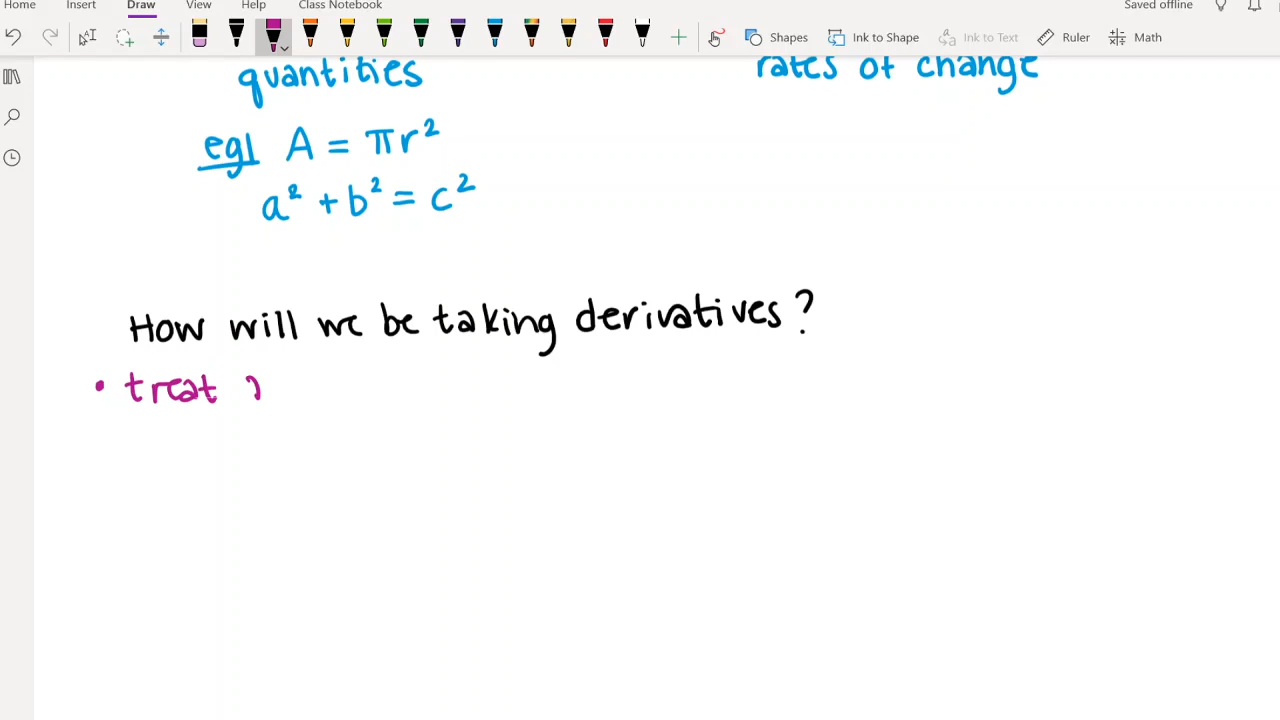 Home Insert Draw View Help Class Notebook Saved offline
Shapes Ink to Shape Ink to Text Ruler Math
quantities
rates of change
eg A = πr²
a² + b² = c²
How will we be taking derivatives?
• treat